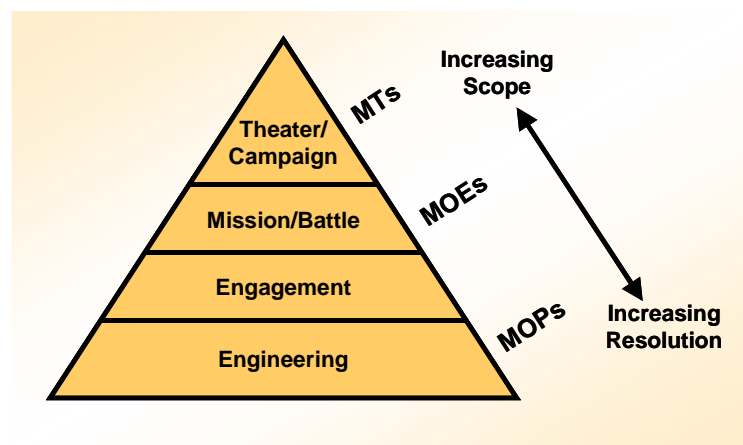 Increasing
Scope
MTs
Theater/
Campaign
MOEs
Mission/Battle
Engagement
MOPs
Increasing
Resolution
Engineering